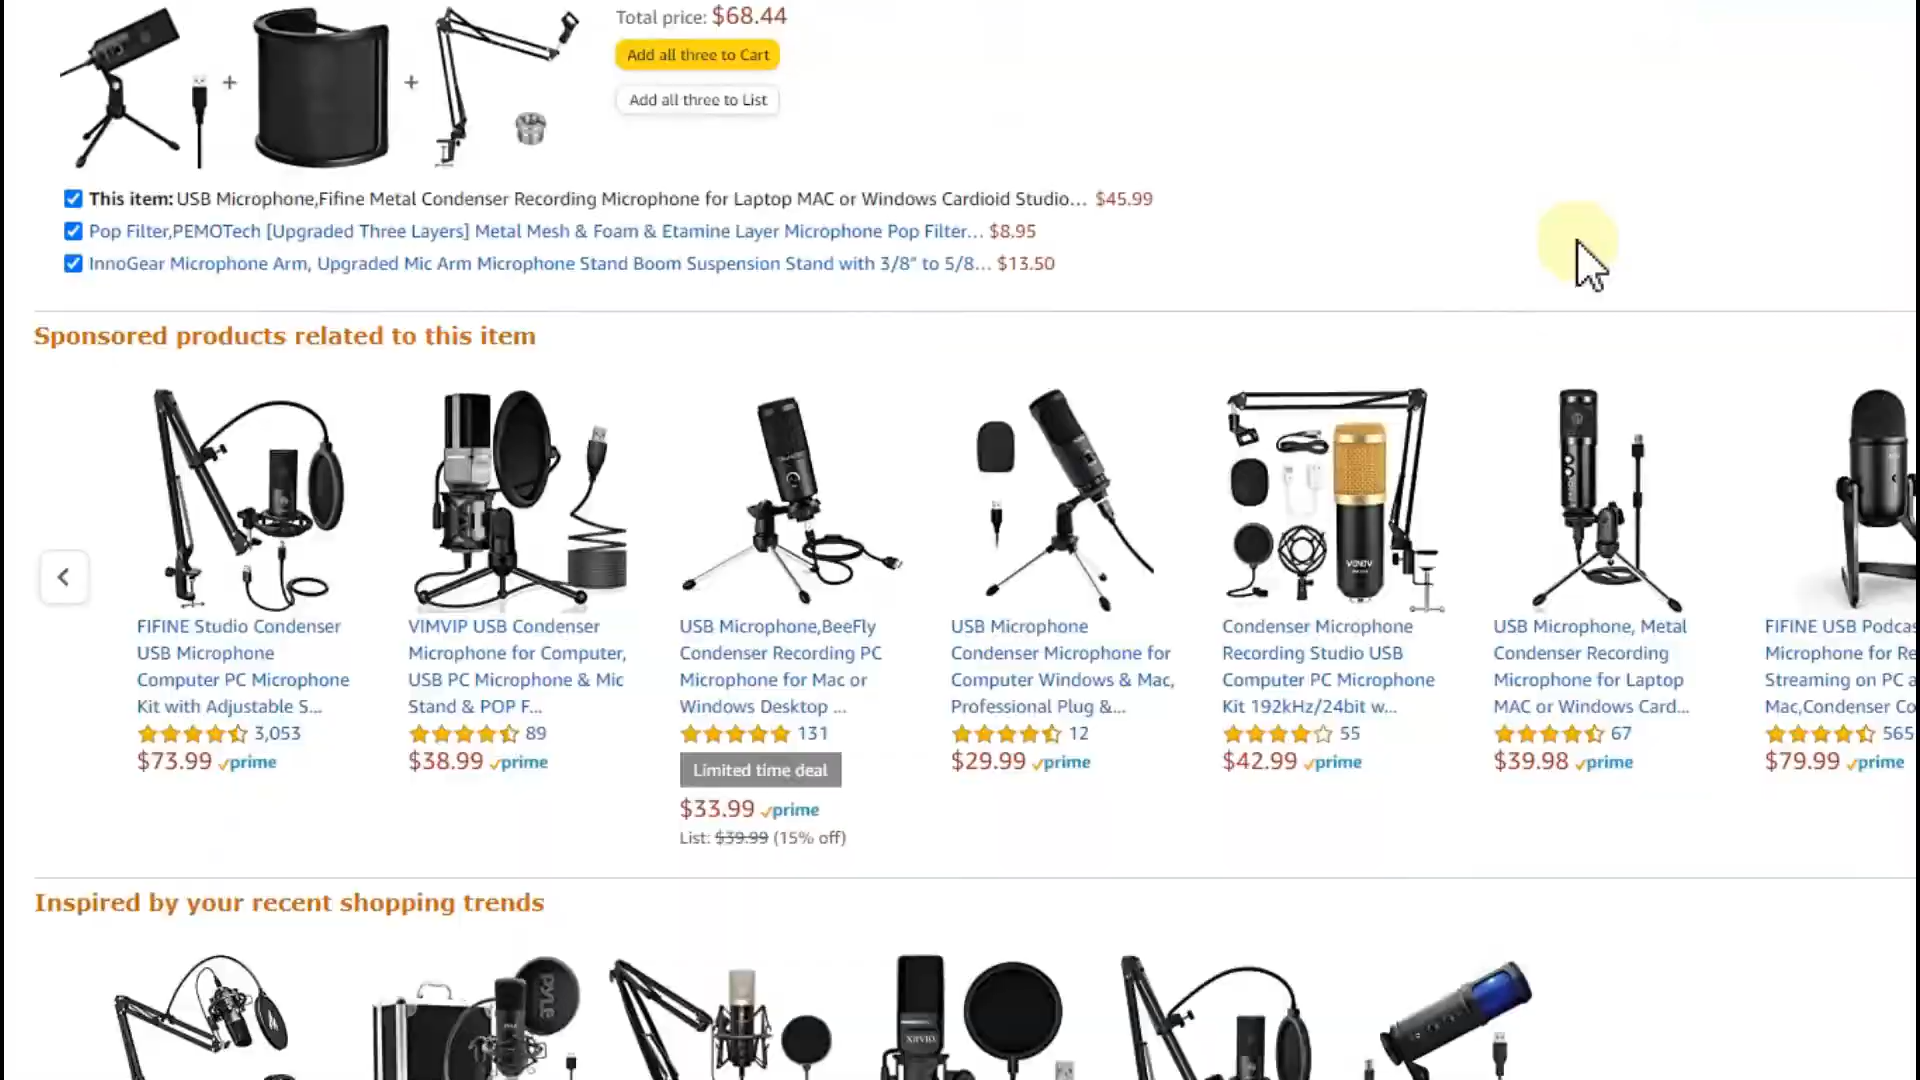 Total price: $68.44
Add all three to Cart
Add all three to List
+
+
This item: USB Microphone,Fifine Metal Condenser Recording Microphone for Laptop MAC or Windows Cardioid Studio... $45.99
Pop Filter,PEMOTech [Upgraded Three Layers] Metal Mesh & Foam & Etamine Layer Microphone Pop Filter... $8.95
InnoGear Microphone Arm, Upgraded Mic Arm Microphone Stand Boom Suspension Stand with 3/8" to 5/8... $13.50
Sponsored products related to this item
FIFINE Studio Condenser
USB Microphone
Computer PC Microphone
Kit with Adjustable S...
3,053
$73.99 prime
VIMVIP USB Condenser
Microphone for Computer,
USB PC Microphone & Mic
Stand & POP F...
89
$38.99 prime
USB Microphone,BeeFly
Condenser Recording PC
Microphone for Mac or
Windows Desktop ...
131
Limited time deal
$33.99 prime
List: $39.99 (15% off)
USB Microphone
Condenser Microphone for
Computer Windows & Mac,
Professional Plug &...
12
$29.99 prime
VONOV
Condenser Microphone
Recording Studio USB
Computer PC Microphone
Kit 192kHz/24bit w...
55
$42.99 prime
USB Microphone, Metal
Condenser Recording
Microphone for Laptop
MAC or Windows Card...
67
$39.98 prime
FIFINE USB Podcas
Microphone for Re
Streaming on PC a
Mac,Condenser Co
565
$79.99 prime
Inspired by your recent shopping trends
PYLE